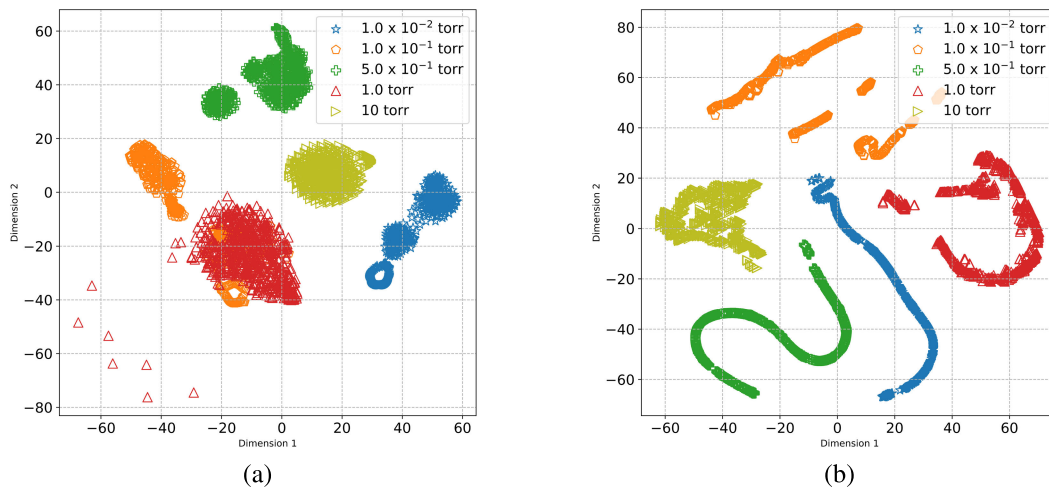 1.0 x 10⁻² torr
1.0 x 10⁻¹ torr
5.0 x 10⁻¹ torr
1.0 torr
10 torr
60
40
20
0
−20
−40
−60
−80
Dimension 2
−60 −40 −20 0 20 40 60
Dimension 1
(a)
1.0 x 10⁻² torr
1.0 x 10⁻¹ torr
5.0 x 10⁻¹ torr
1.0 torr
10 torr
80
60
40
20
0
−20
−40
−60
Dimension 2
−60 −40 −20 0 20 40 60
Dimension 1
(b)